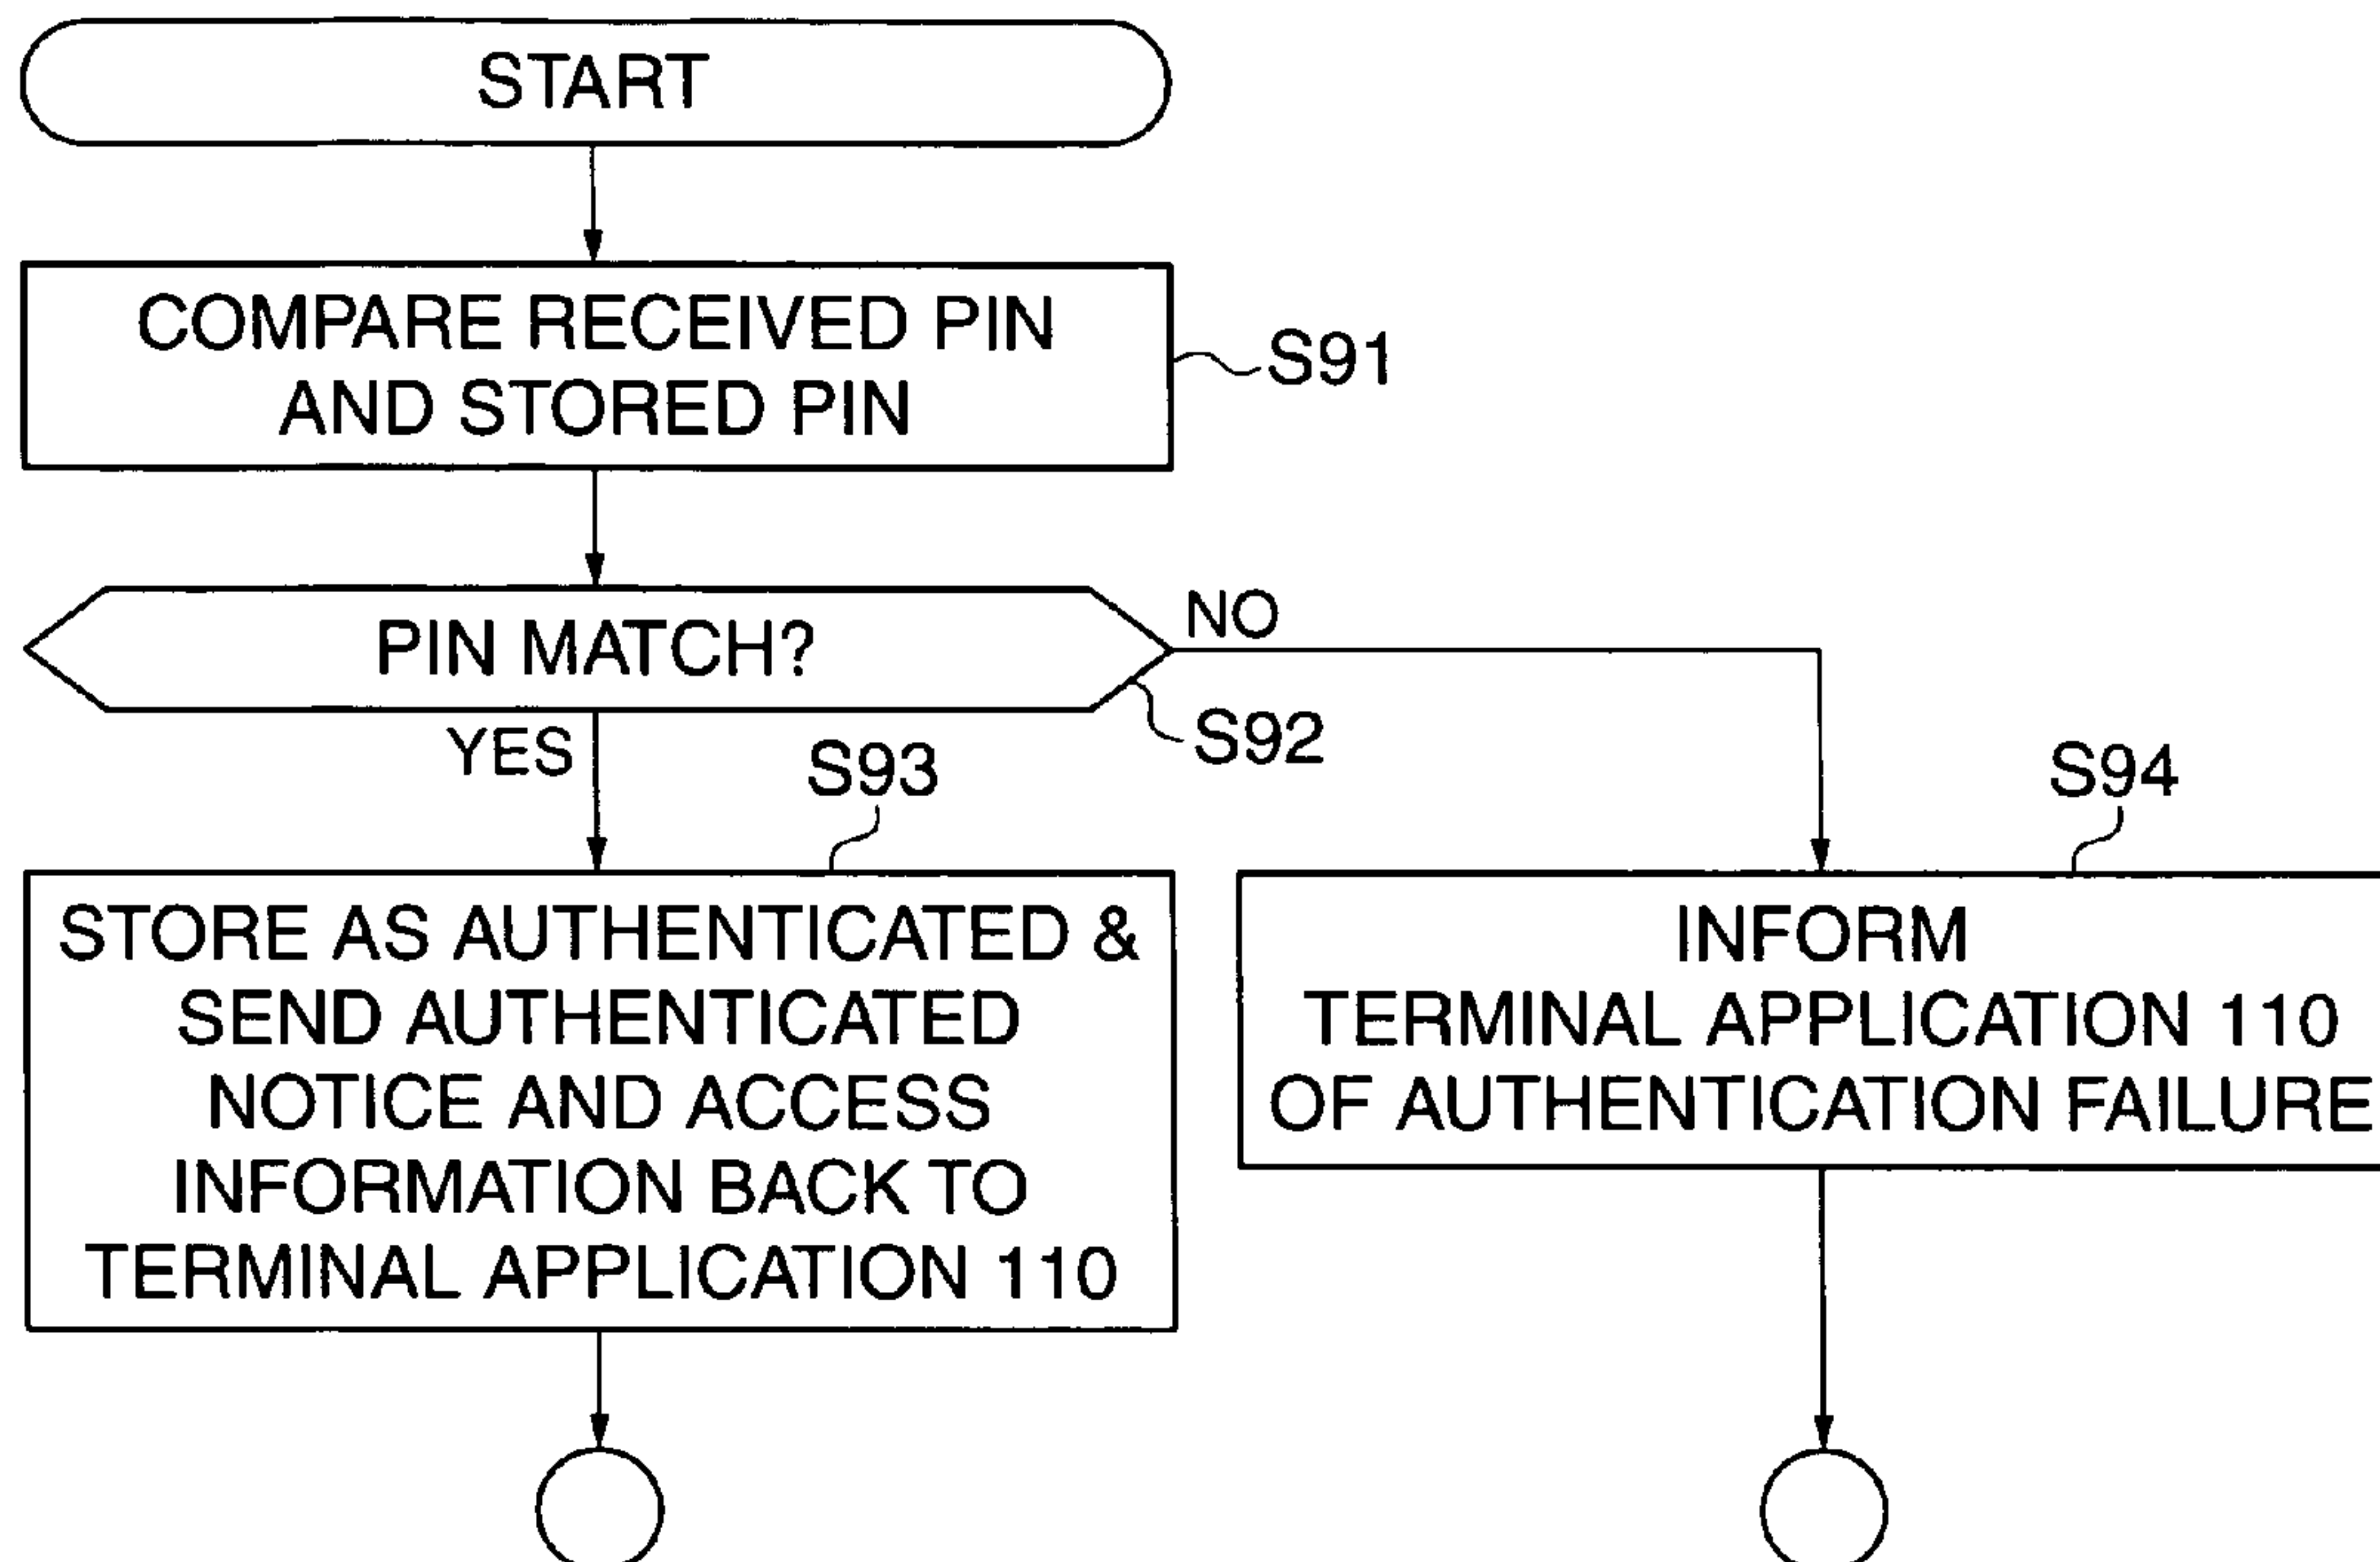 START
COMPARE RECEIVED PIN
AND STORED PIN
S91
PIN MATCH?
NO
S92
YES
S93
S94
STORE AS AUTHENTICATED &
SEND AUTHENTICATED
NOTICE AND ACCESS
INFORMATION BACK TO
TERMINAL APPLICATION 110
INFORM
TERMINAL APPLICATION 110
OF AUTHENTICATION FAILURE